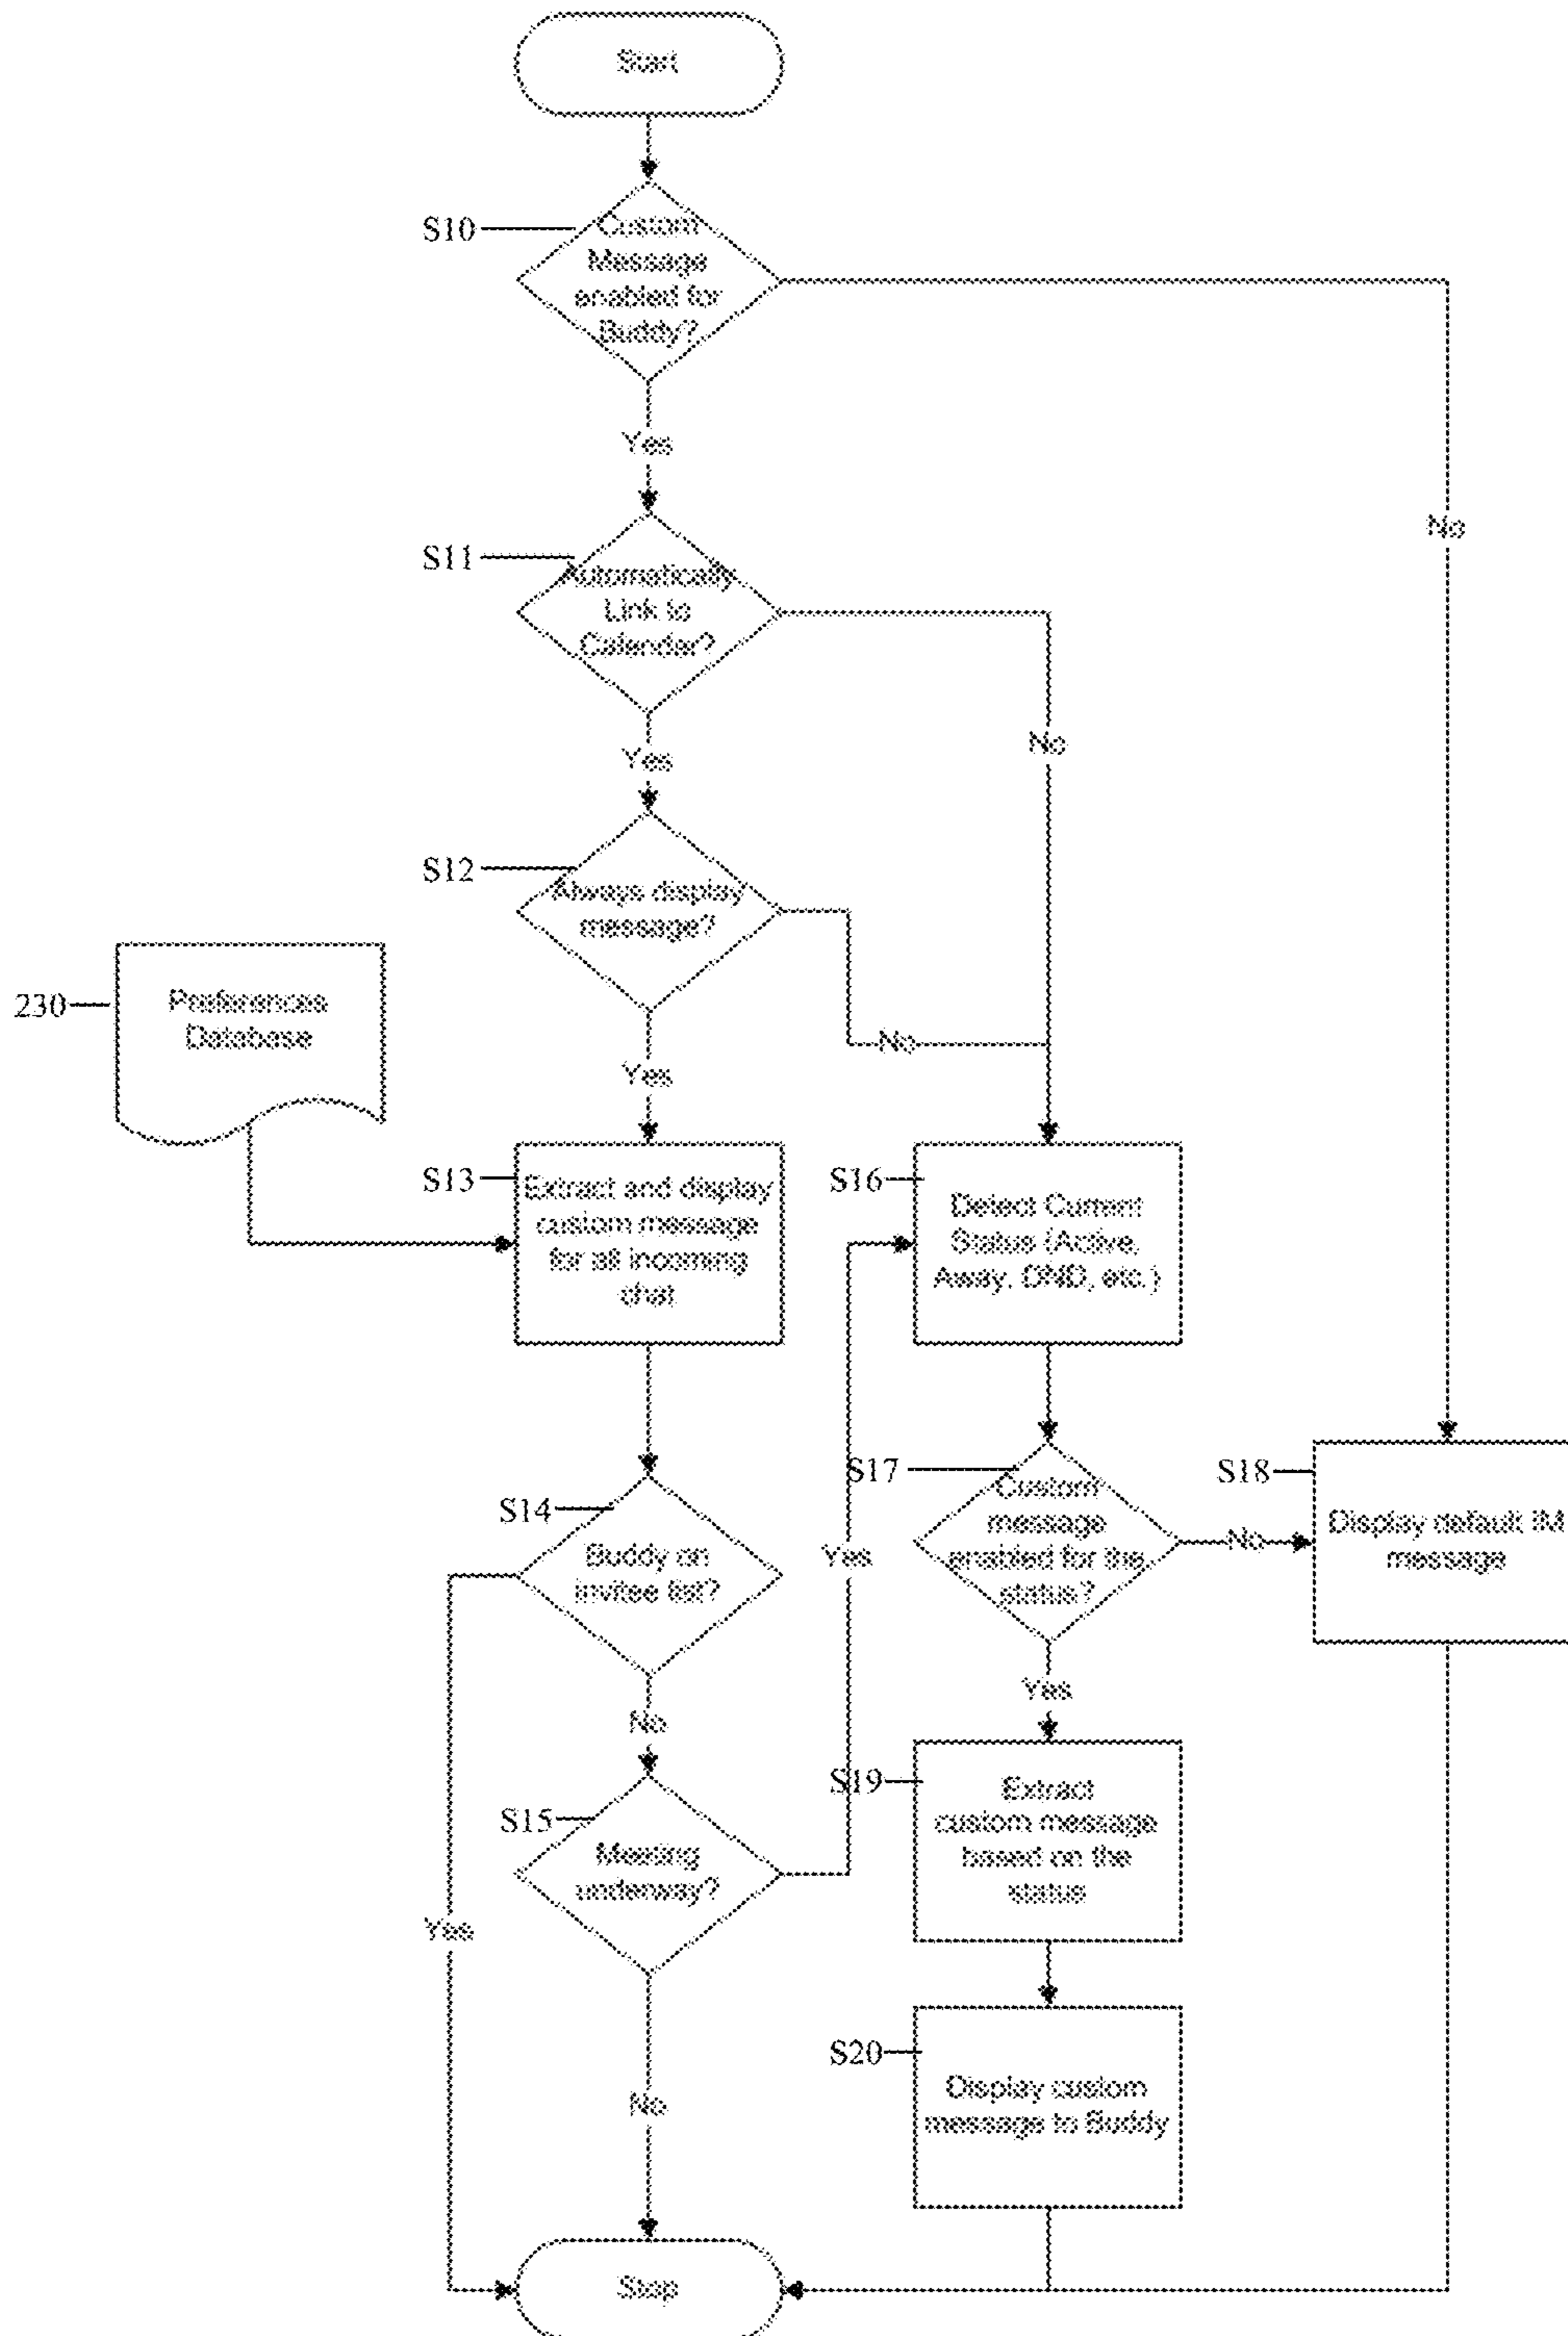 Start
S10
Custom
Message
enabled for
Buddy?
Yes
No
S11
Automatically
Link to
Calendar?
Yes
No
S12
Always display
message?
No
Yes
230
Preferences
Database
S13
Extract and display
custom message
for all incoming
chat
S16
Detect Current
Status (Active,
Away, DND, etc.)
S14
Buddy on
invitee list?
Yes
No
S17
Custom
message
enabled for the
status?
No
Yes
S18
Display default IM
message
S15
Meeting
underway?
Yes
No
S19
Extract
custom message
based on the
status
S20
Display custom
message to Buddy
Stop